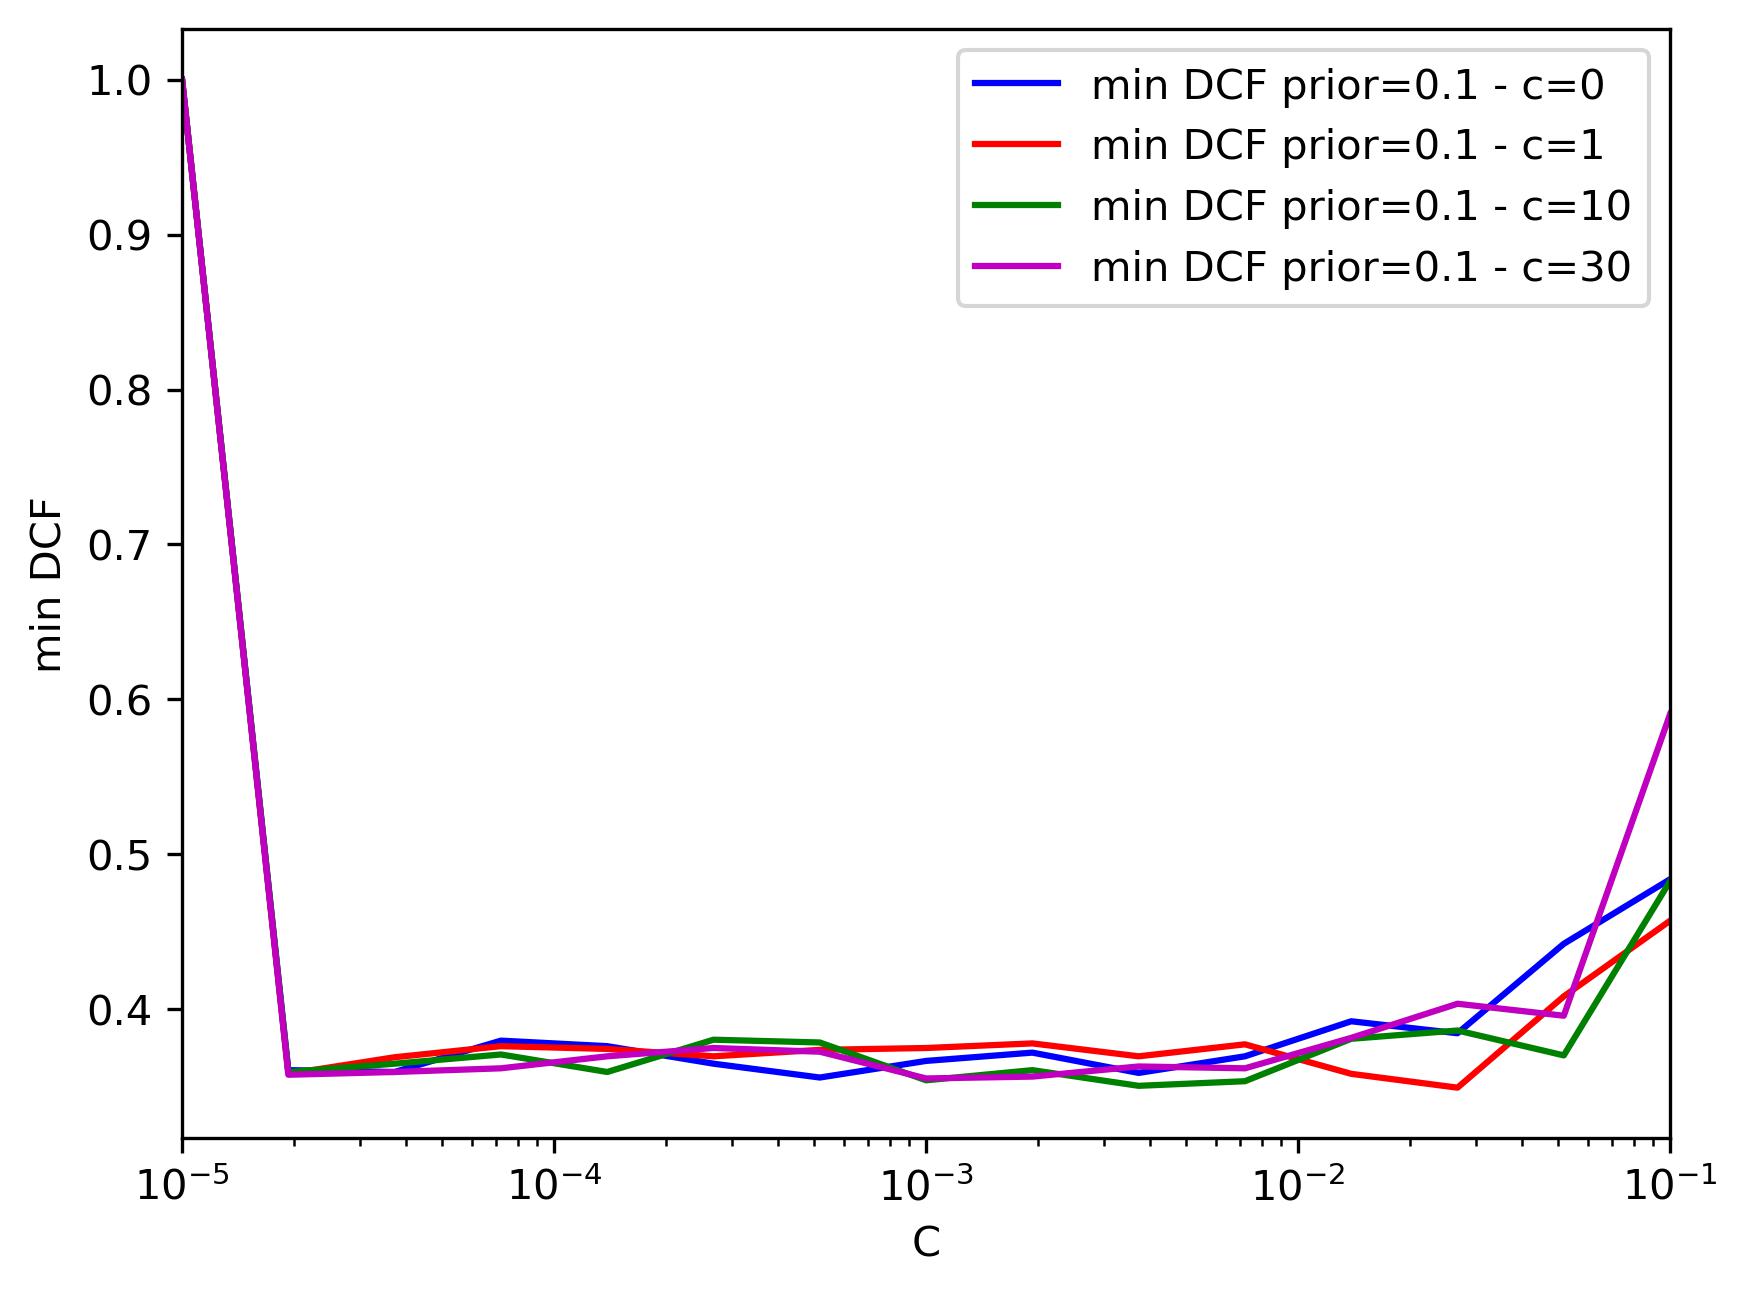 min DCF prior=0.1 - c=0
min DCF prior=0.1 - c=1
min DCF prior=0.1 - c=10
min DCF prior=0.1 - c=30
1.0
0.9
0.8
0.7
0.6
0.5
0.4
min DCF
10⁻⁵ 10⁻⁴ 10⁻³ 10⁻² 10⁻¹
C